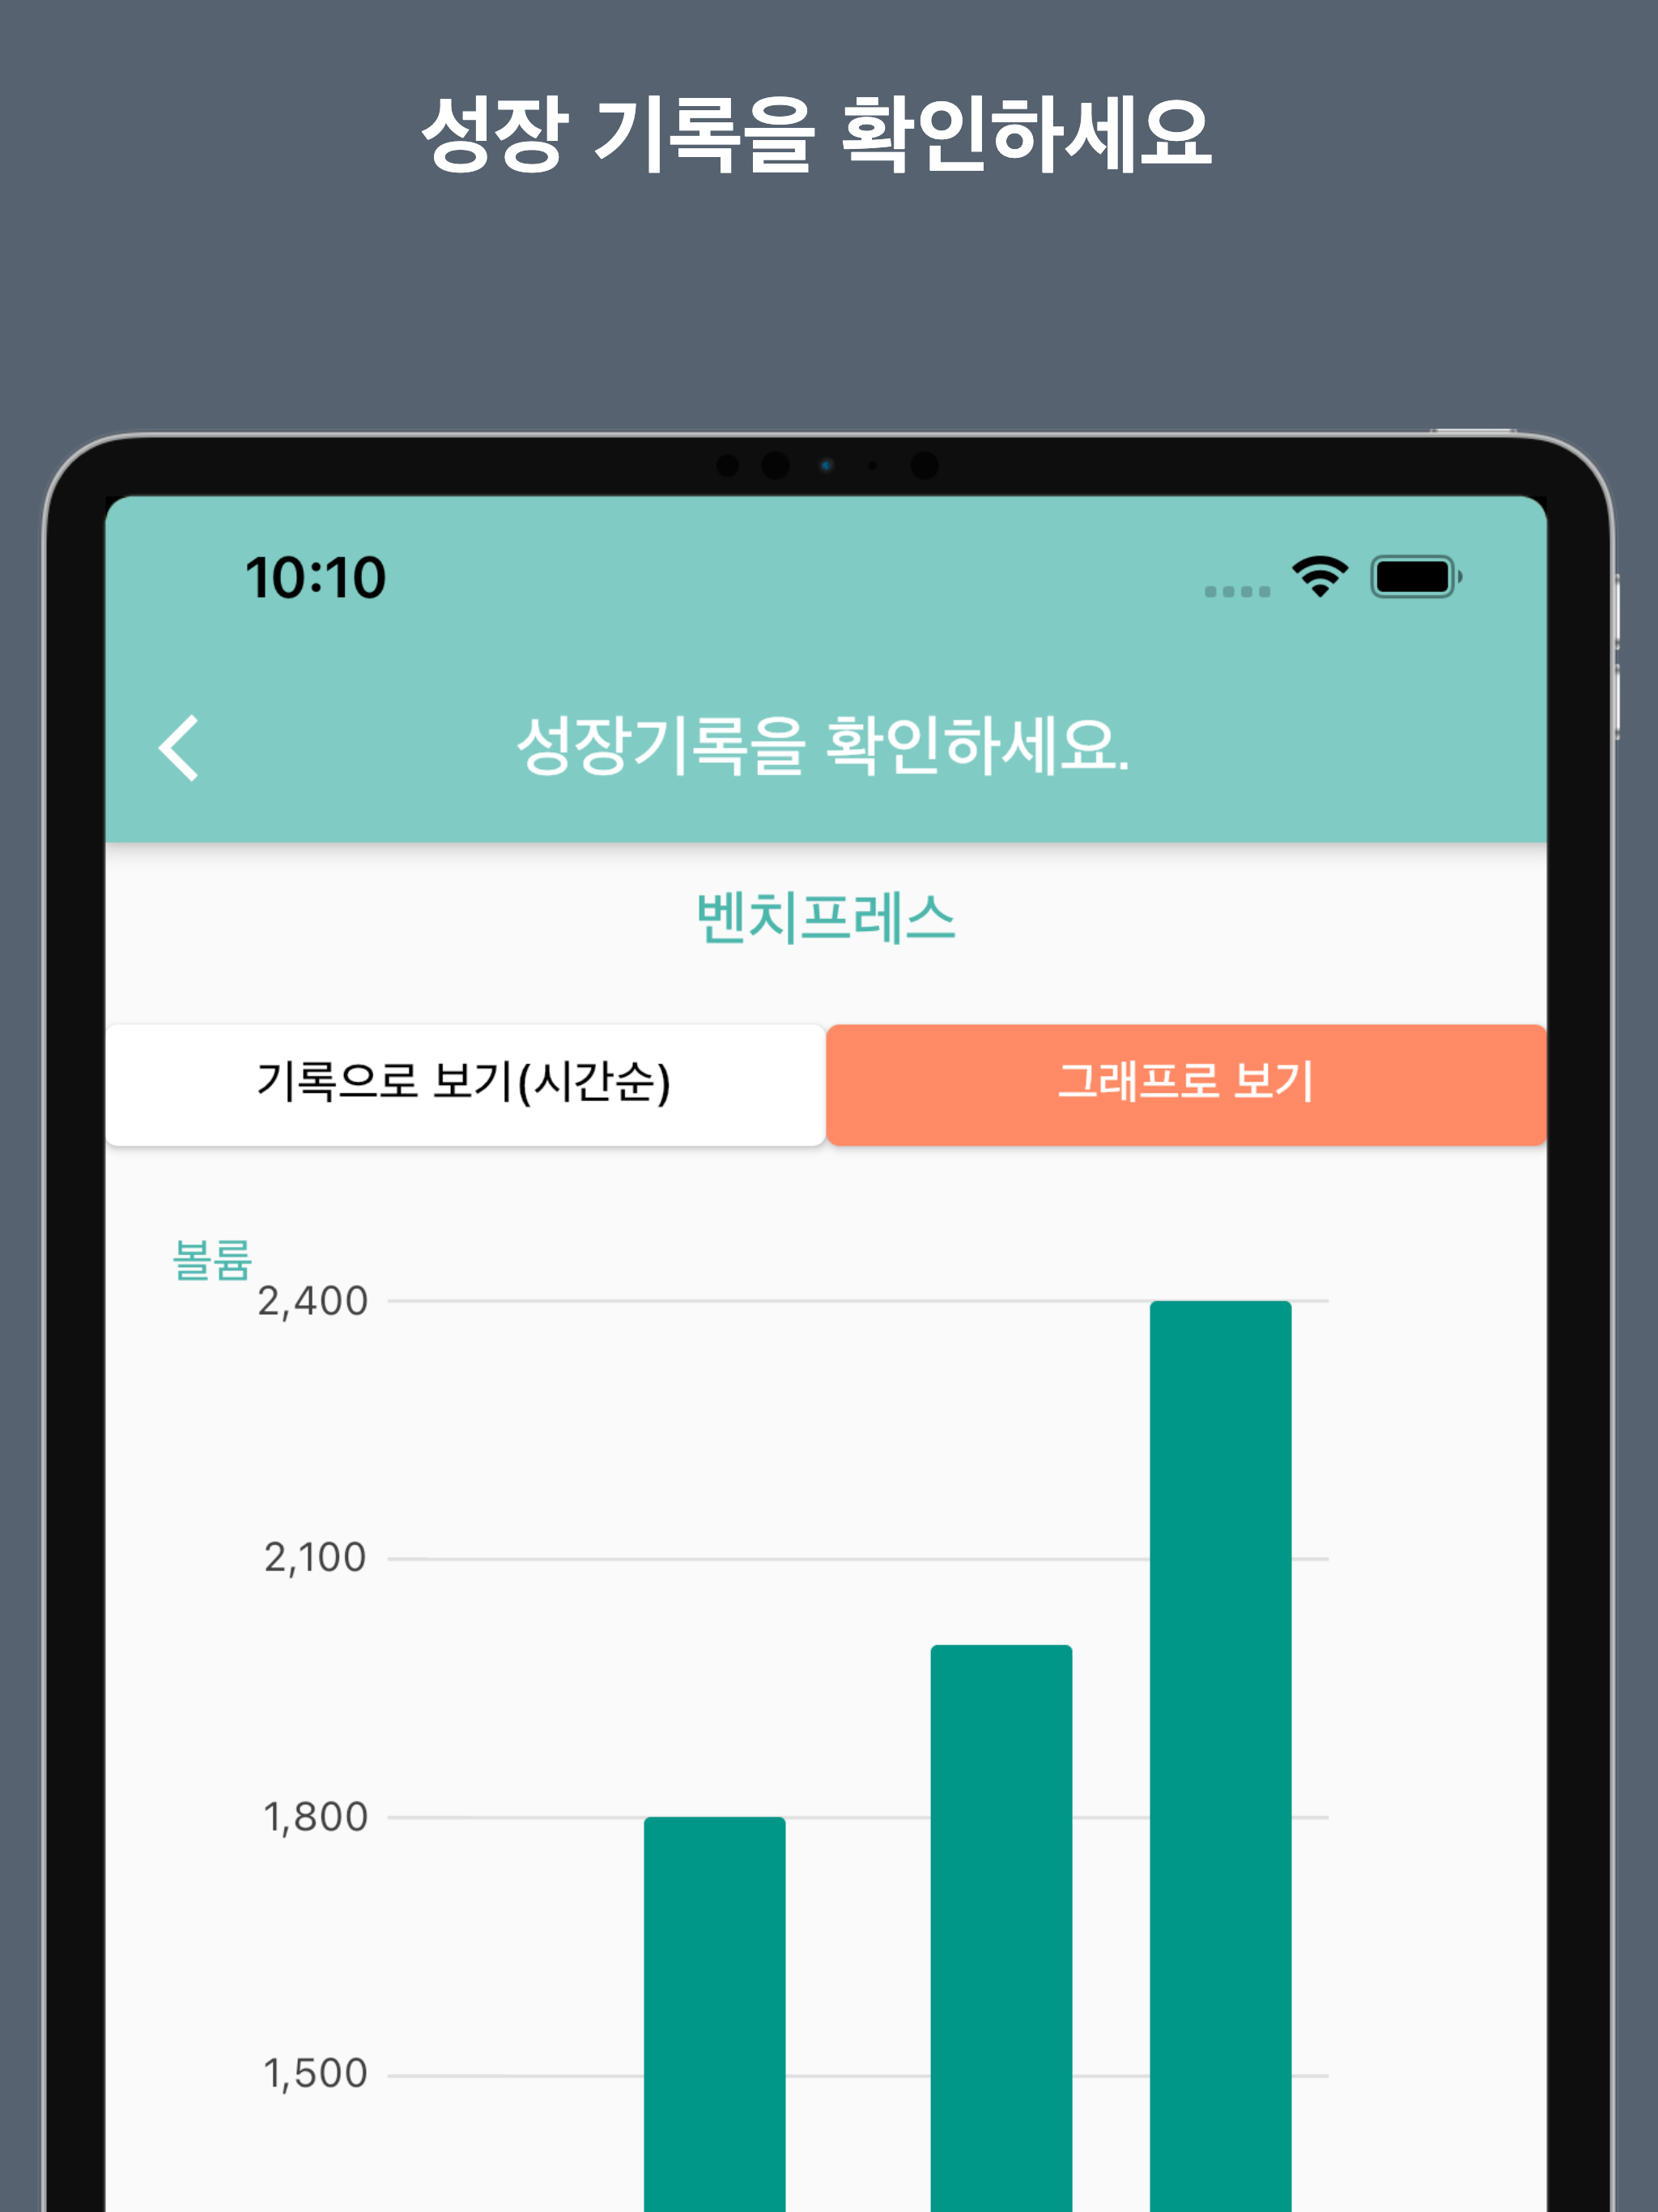 성장 기록을 확인하세요
10:10
성장기록을 확인하세요.
벤치프레스
기록으로 보기(시간순)
그래프로 보기
볼륨
2,400
2,100
1,800
1,500